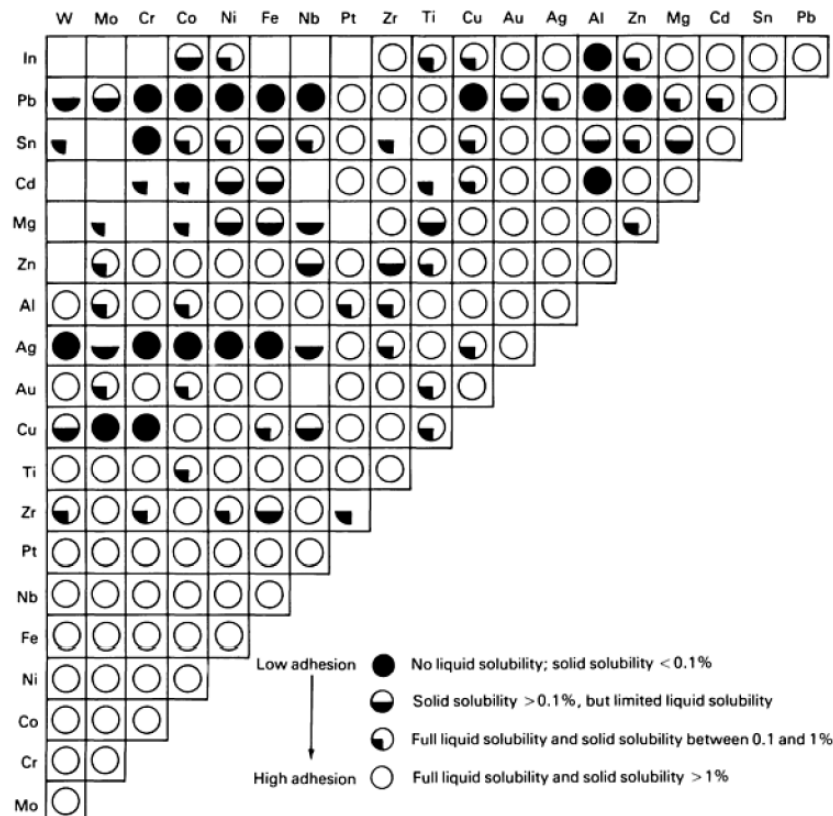 W Mo Cr Co Ni Fe Nb Pt Zr Ti Cu Au Ag Al Zn Mg Cd Sn Pb
In
Pb
Sn
Cd
Mg
Zn
Al
Ag
Au
Cu
Ti
Zr
Pt
Nb
Fe
Low adhesion No liquid solubility; solid solubility <0.1%
Ni
Solid solubility >0.1%, but limited liquid solubility
Co
Full liquid solubility and solid solubility between 0.1 and 1%
Cr
High adhesion Full liquid solubility and solid solubility >1%
Mo